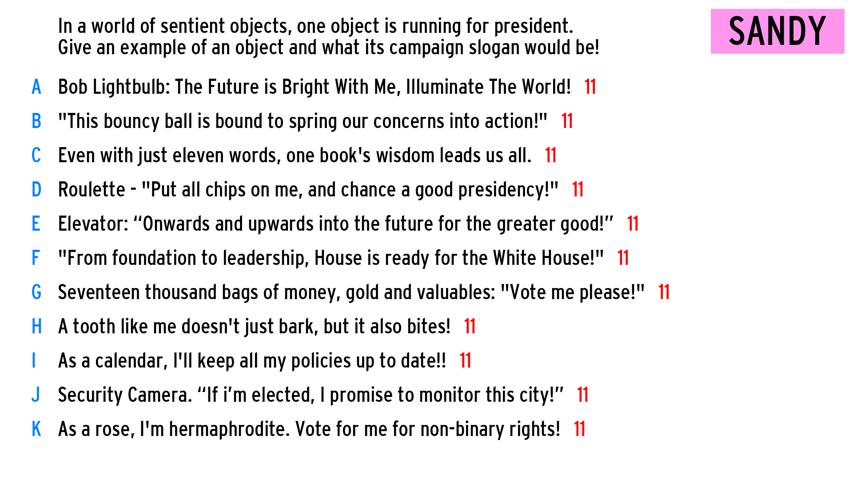 In a world of sentient objects, one object is running for president.
Give an example of an object and what its campaign slogan would be!
SANDY
A Bob Lightbulb: The Future is Bright With Me, Illuminate The World! 11
B "This bouncy ball is bound to spring our concerns into action!" 11
C Even with just eleven words, one book's wisdom leads us all. 11
D Roulette - "Put all chips on me, and chance a good presidency!" 11
E Elevator: “Onwards and upwards into the future for the greater good!” 11
F "From foundation to leadership, House is ready for the White House!" 11
G Seventeen thousand bags of money, gold and valuables: "Vote me please!" 11
H A tooth like me doesn't just bark, but it also bites! 11
I As a calendar, I'll keep all my policies up to date!! 11
J Security Camera. “If i’m elected, I promise to monitor this city!” 11
K As a rose, I'm hermaphrodite. Vote for me for non-binary rights! 11